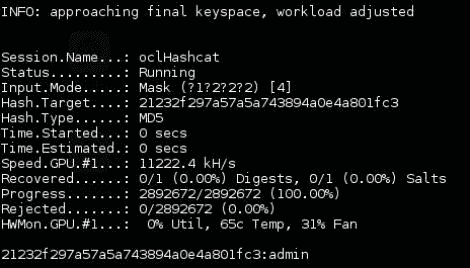 INFO: approaching final keyspace, workload adjusted
Session.Name...: oclHashcat
Status.........: Running
Input.Mode.....: Mask (?1?2?2?2) [4]
Hash.Target....: 21232f297a57a5a743894a0e4a801fc3
Hash.Type......: MD5
Time.Started...: 0 secs
Time.Estimated.: 0 secs
Speed.GPU.#1...: 11222.4 kH/s
Recovered......: 0/1 (0.00%) Digests, 0/1 (0.00%) Salts
Progress.......: 2892672/2892672 (100.00%)
Rejected.......: 0/2892672 (0.00%)
HWMon.GPU.#1...:  0% Util, 65c Temp, 31% Fan
21232f297a57a5a743894a0e4a801fc3:admin